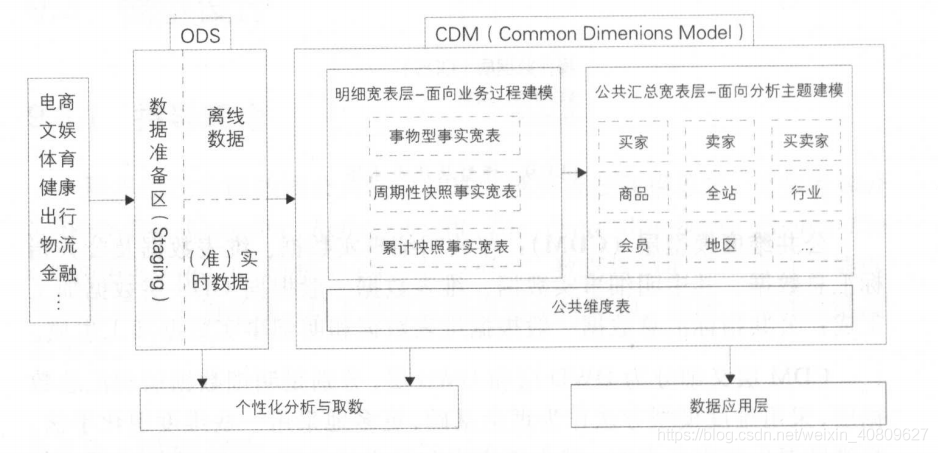 ODS
CDM ( Common Dimenions Model )
电商
文娱
体育
健康
出行
物流
金融
…
数据准备区(Staging)
离线
数据
(准)实
时数据
明细宽表层-面向业务过程建模
事物型事实宽表
周期性快照事实宽表
累计快照事实宽表
公共汇总宽表层-面向分析主题建模
买家
卖家
买卖家
商品
全站
行业
会员
地区
...
公共维度表
个性化分析与取数
数据应用层
https://blog.csdn.net/weixin_40809627